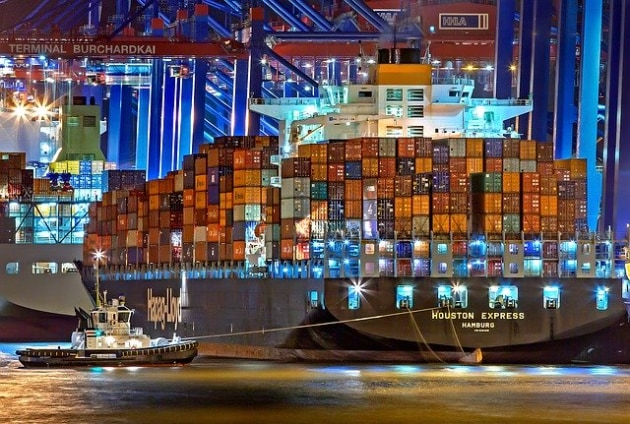 HHLA
TERMINAL BURCHARDKAI
Hapag-Lloyd
HOUSTON EXPRESS
HAMBURG